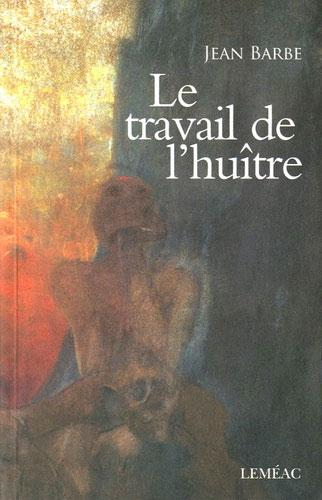 JEAN BARBE
Le
travail de
l'huître
LEMÉAC